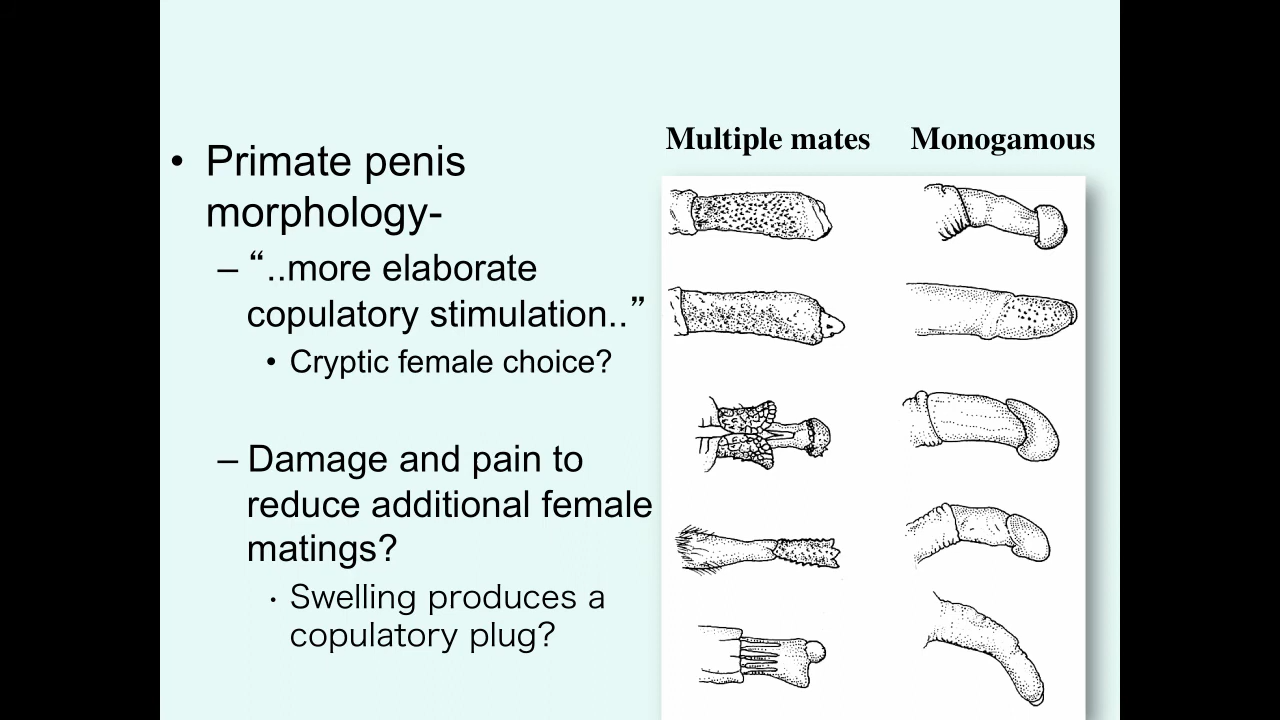 • Primate penis
morphology-
– “..more elaborate
copulatory stimulation..”
• Cryptic female choice?
– Damage and pain to
reduce additional female
matings?
• Swelling produces a
copulatory plug?
Multiple mates
Monogamous